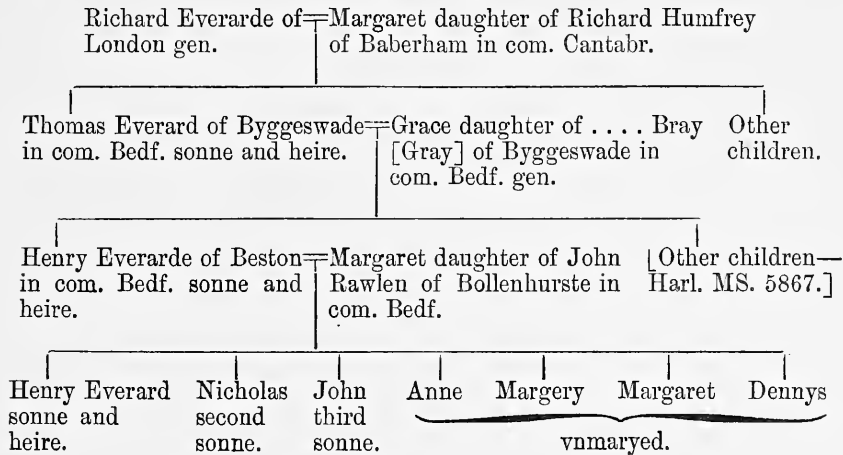 Richard Everarde of=Margaret daughter of Richard Humfrey
London gen. of Baberham in com. Cantabr.
Thomas Everard of Byggeswade=Grace daughter of . . . . Bray Other
in com. Bedf. sonne and heire. [Gray] of Byggeswade in children.
com. Bedf. gen.
Henry Everarde of Beston=Margaret daughter of John [Other children—
in com. Bedf. sonne and Rawlen of Bollenhurste in Harl. MS. 5867.]
heire. com. Bedf.
Henry Everard Nicholas John Anne Margery Margaret Dennys
sonne and second third
heire. sonne. sonne. vnmaryed.